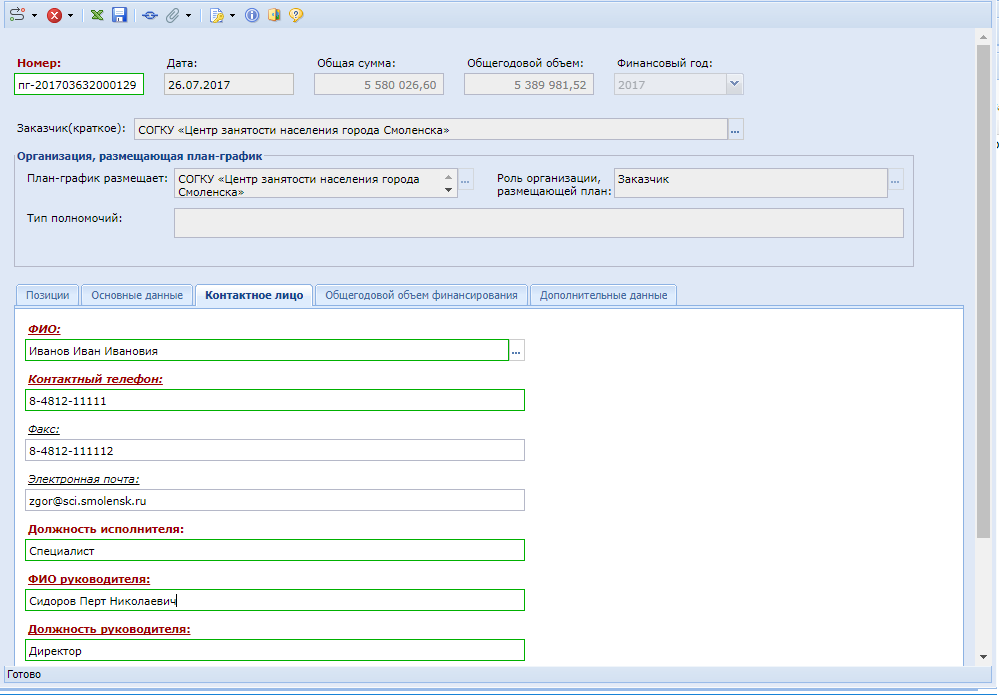 Номер:
Дата:
Общая сумма:
Общегодовой объем:
Финансовый год:
пг-201703632000129
26.07.2017
5 580 026,60
5 389 981,52
2017
Заказчик(краткое):
СОГКУ «Центр занятости населения города Смоленска»
...
Организация, размещающая план-график
План-график размещает:
СОГКУ «Центр занятости населения города
Смоленска»
...
Роль организации,
размещающей план:
Заказчик
...
Тип полномочий:
Позиции
Основные данные
Контактное лицо
Общегодовой объем финансирования
Дополнительные данные
ФИО:
Иванов Иван Ивановия
...
Контактный телефон:
8-4812-11111
Факс:
8-4812-111112
Электронная почта:
zgor@sci.smolensk.ru
Должность исполнителя:
Специалист
ФИО руководителя:
Сидоров Перт Николаевич
Должность руководителя:
Директор
Готово